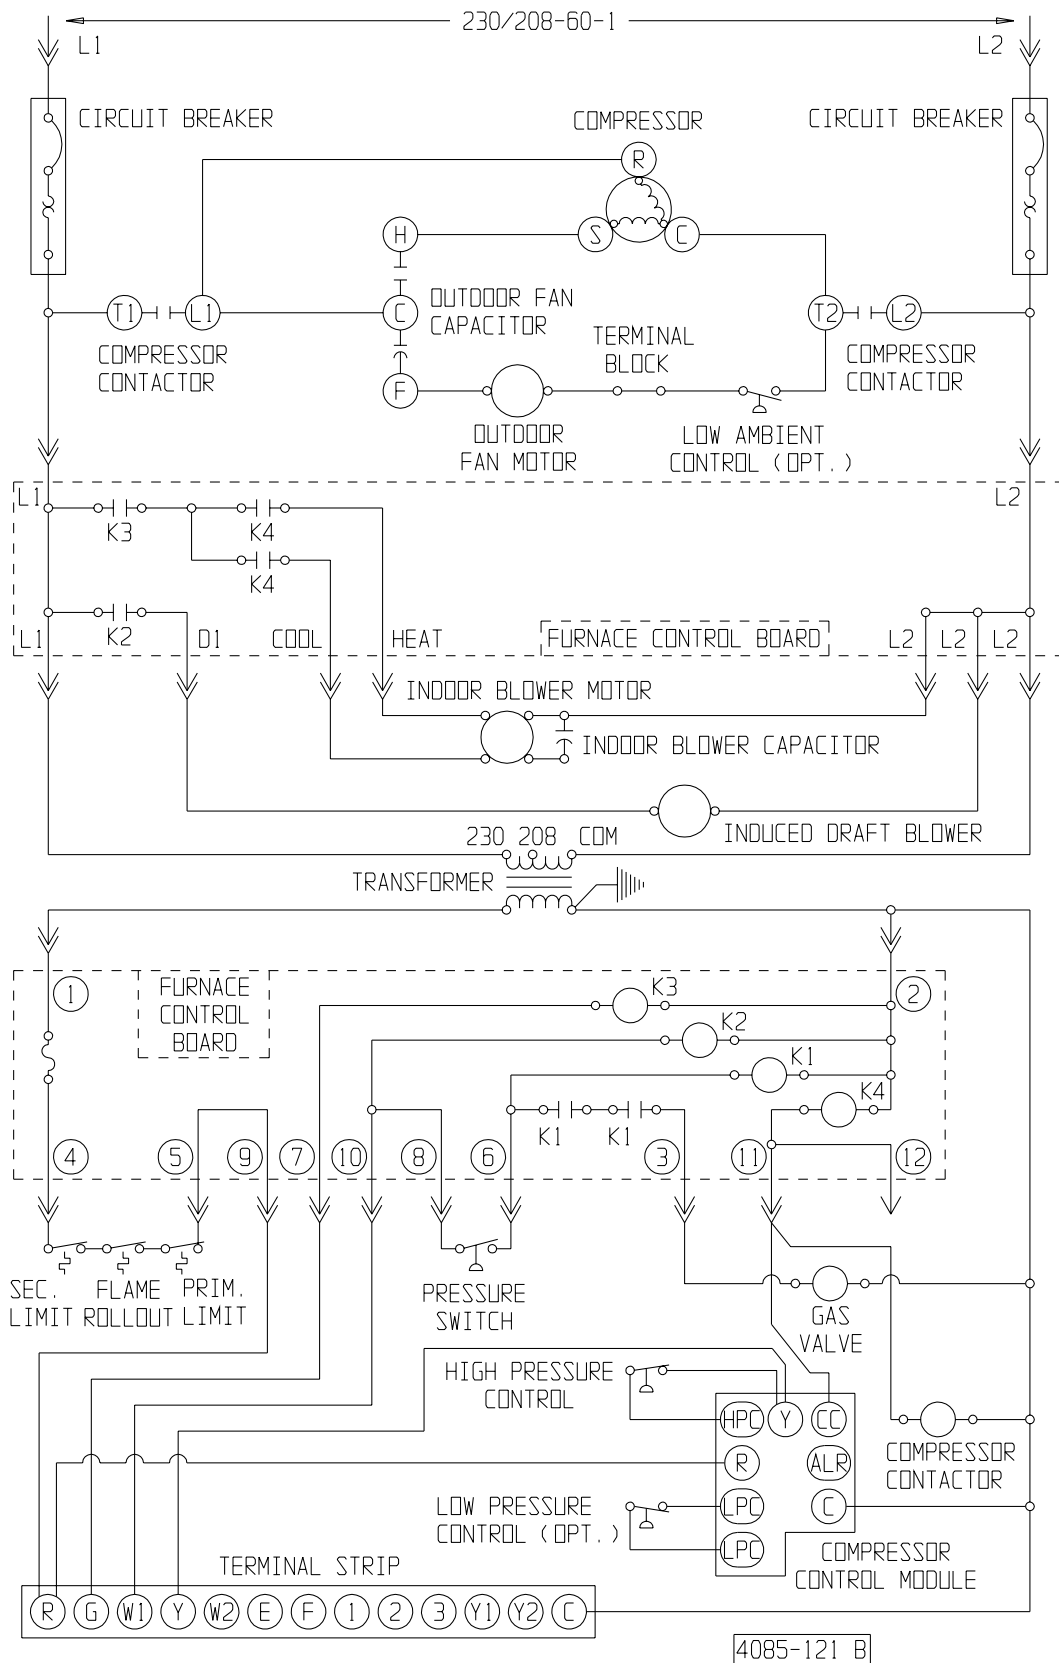 230/208-60-1
L1
L2
CIRCUIT BREAKER
COMPRESSOR
CIRCUIT BREAKER
R
H
S
C
T1
L1
C
OUTDOOR FAN
CAPACITOR
T2
L2
COMPRESSOR
CONTACTOR
TERMINAL
BLOCK
COMPRESSOR
CONTACTOR
F
OUTDOOR
FAN MOTOR
LOW AMBIENT
CONTROL (OPT.)
L1
L2
K3
K4
K4
K2
L1
D1
COOL
HEAT
FURNACE CONTROL BOARD
L2
L2
L2
INDOOR BLOWER MOTOR
INDOOR BLOWER CAPACITOR
INDUCED DRAFT BLOWER
230 208 COM
TRANSFORMER
1
FURNACE
CONTROL
BOARD
K3
2
K2
K1
K4
K1
K1
4
5
9
7
10
8
6
3
11
12
SEC.
LIMIT
FLAME
ROLLOUT
PRIM.
LIMIT
PRESSURE
SWITCH
GAS
VALVE
HIGH PRESSURE
CONTROL
HPC
Y
CC
COMPRESSOR
CONTACTOR
R
ALR
LOW PRESSURE
CONTROL (OPT.)
LPC
C
LPC
COMPRESSOR
CONTROL MODULE
TERMINAL STRIP
R G W1 Y W2 E F 1 2 3 Y1 Y2 C
4085-121 B